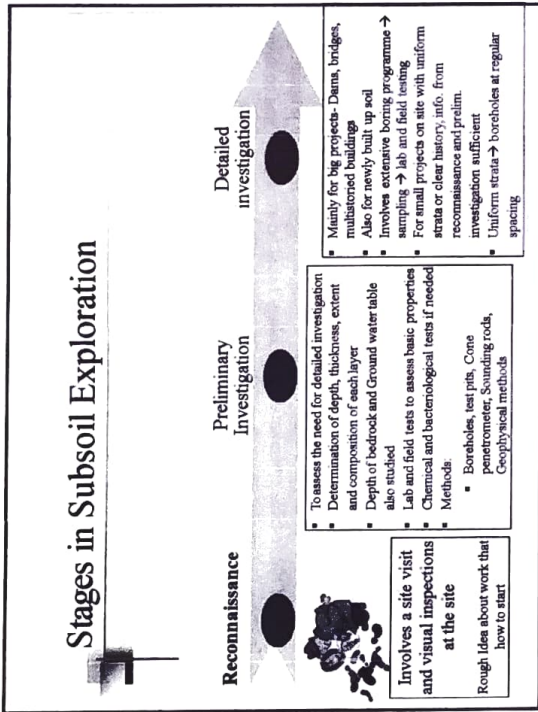 Stages in Subsoil Exploration
Reconnaissance
Involves a site visit
and visual inspections
at the site
Rough Idea about work that
how to start
Preliminary
Investigation
▪ To assess the need for detailed investigation
▪ Determination of depth, thickness, extent
and composition of each layer
▪ Depth of bedrock and Ground water table
also studied
▪ Lab and field tests to assess basic properties
▪ Chemical and bacteriological tests if needed
▪ Methods:
▪ Boreholes, test pits, Cone
penetrometer, Sounding rods,
Geophysical methods
Detailed
investigation
▪ Mainly for big projects- Dams, bridges,
multistoried buildings
▪ Also for newly built up soil
▪ Involves extensive boring programme →
sampling → lab and field testing
▪ For small projects on site with uniform
strata or clear history, info. from
reconnaissance and prelim.
investigation sufficient
▪ Uniform strata→ boreholes at regular
spacing